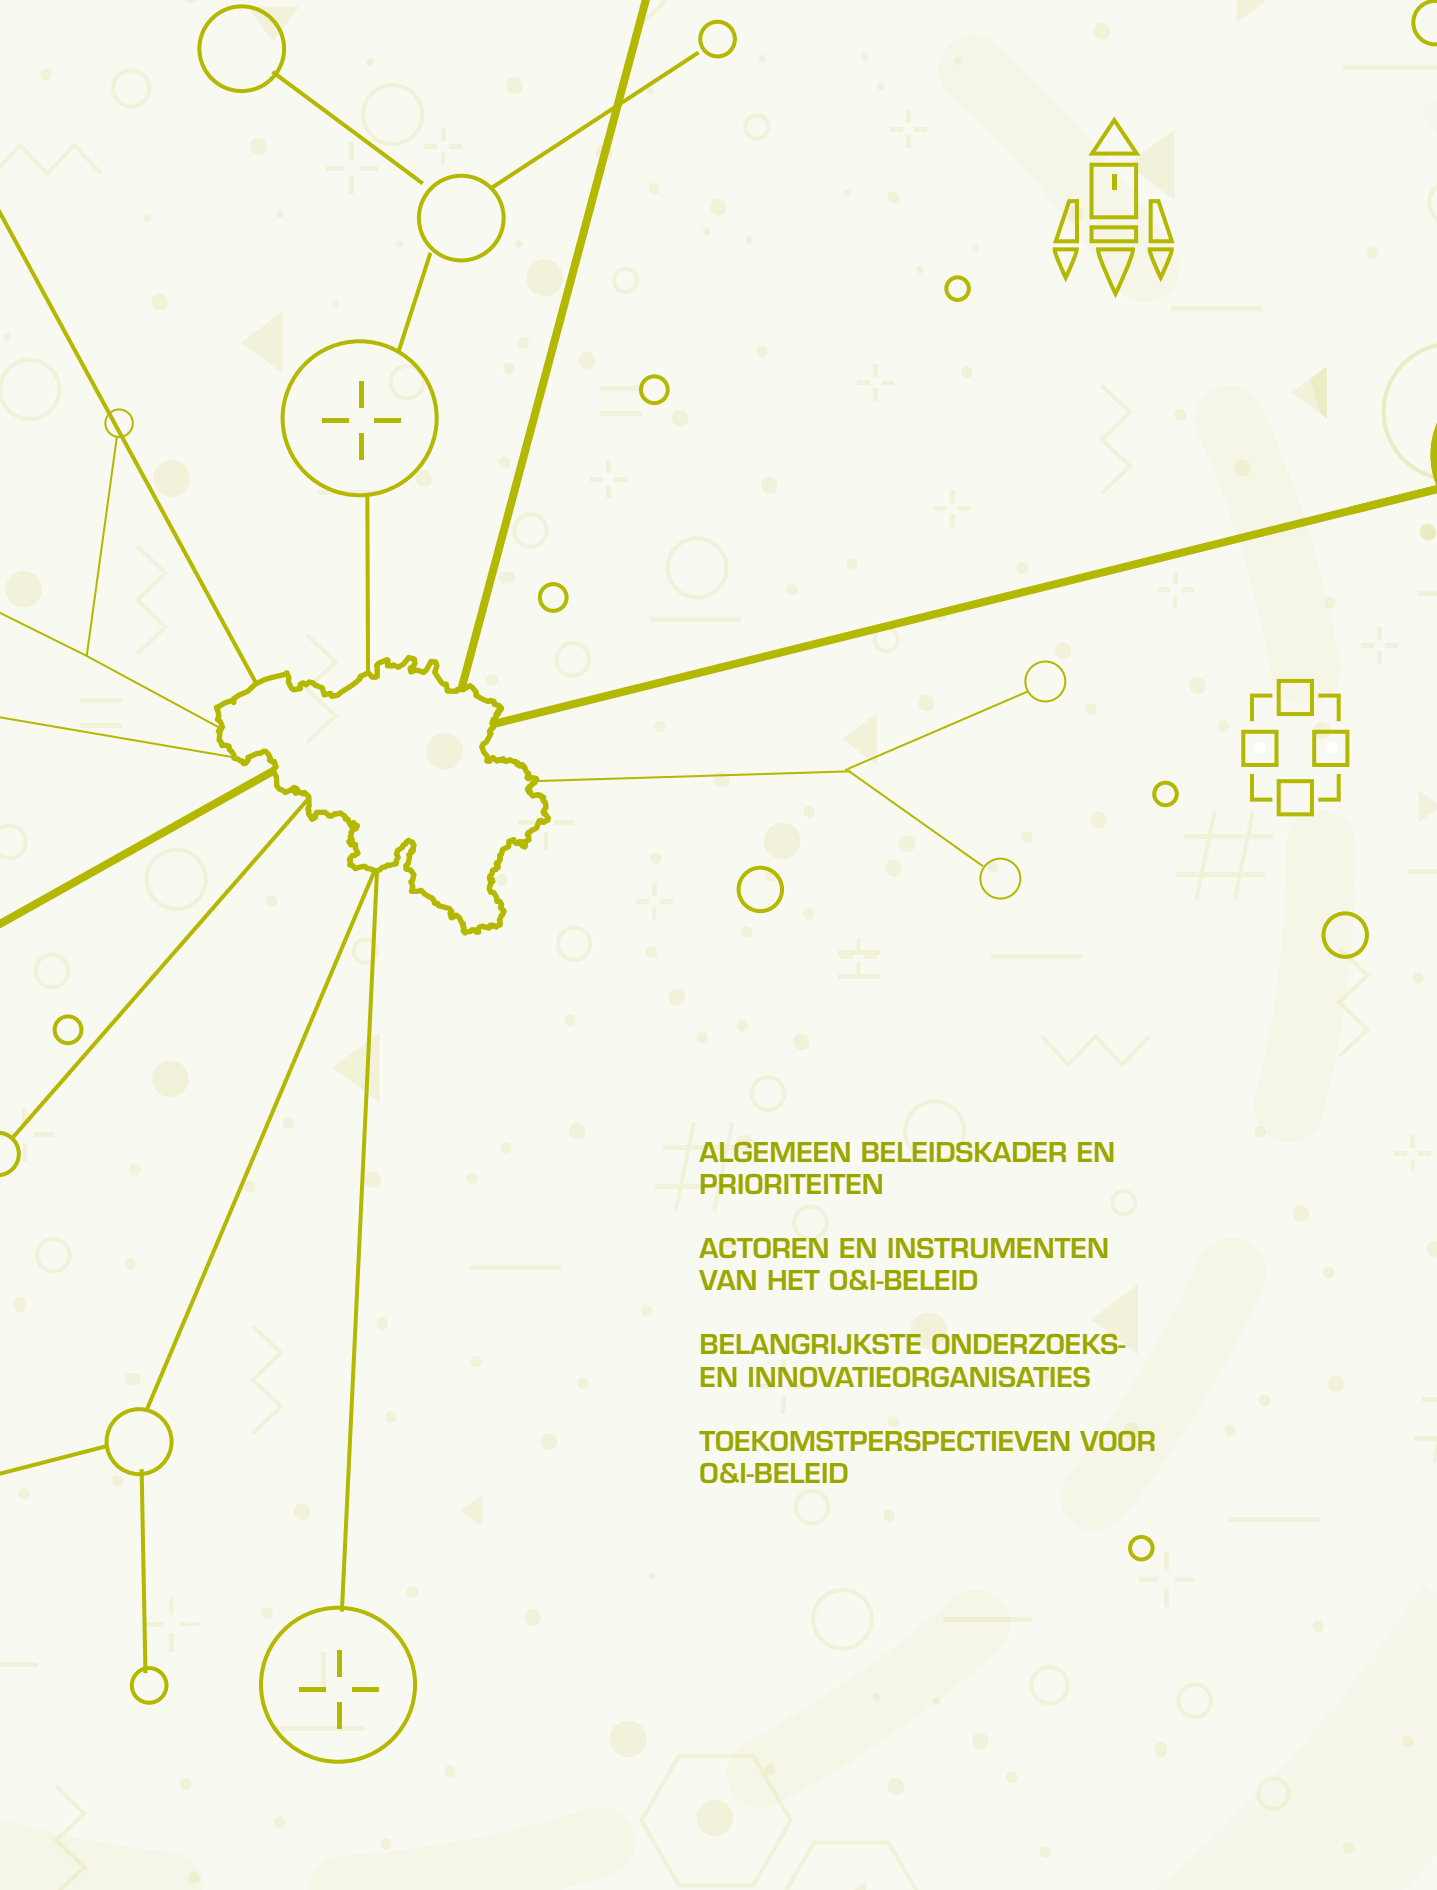 ALGEMEEN BELEIDSKADER EN
PRIORITEITEN
ACTOREN EN INSTRUMENTEN
VAN HET O&I-BELEID
BELANGRIJKSTE ONDERZOEKS-
EN INNOVATIEORGANISATIES
TOEKOMSTPERSPECTIEVEN VOOR
O&I-BELEID